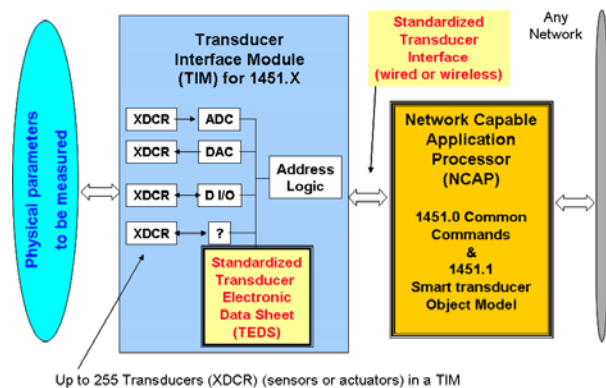 Physical parameters
to be measured
Transducer
Interface Module
(TIM) for 1451.X
XDCR
ADC
XDCR
DAC
XDCR
D I/O
XDCR
?
Address
Logic
Standardized
Transducer
Electronic
Data Sheet
(TEDS)
Standardized
Transducer
Interface
(wired or wireless)
Network Capable
Application
Processor
(NCAP)
1451.0 Common
Commands
&
1451.1
Smart transducer
Object Model
Any
Network
Up to 255 Transducers (XDCR) (sensors or actuators) in a TIM